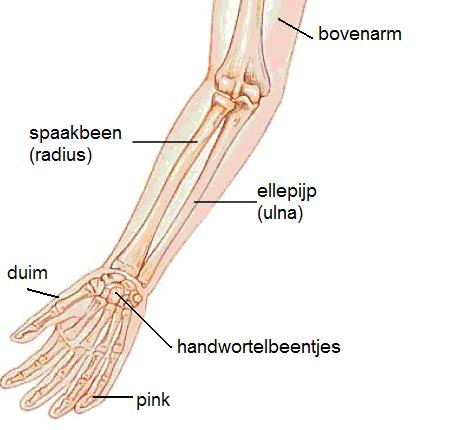 bovenarm
spaakbeen
(radius)
ellepijp
(ulna)
duim
handwortelbeentjes
pink